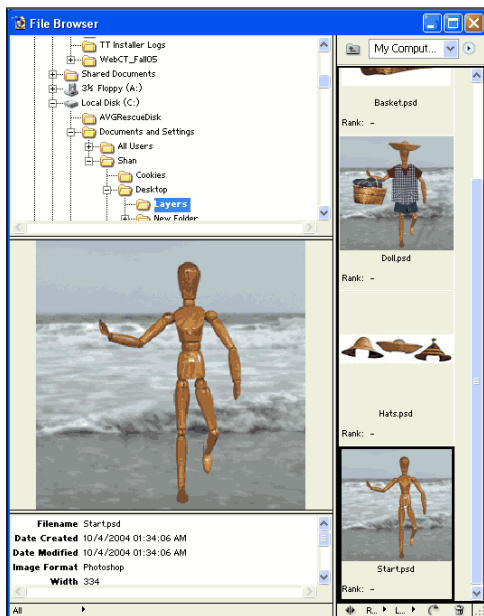 File Browser
TT Installer Logs
WebCT_Fall05
Shared Documents
3½ Floppy (A:)
Local Disk (C:)
AVGRescueDisk
Documents and Settings
All Users
Shan
Cookies
Desktop
Layers
New Folder
Filename Start.psd
Date Created 10/4/2004 01:34:06 AM
Date Modified 10/4/2004 01:34:06 AM
Image Format Photoshop
Width 334
All
My Comput...
Basket.psd
Rank: -
Doll.psd
Rank: -
Hats.psd
Rank: -
Start.psd
Rank: -
R... L...